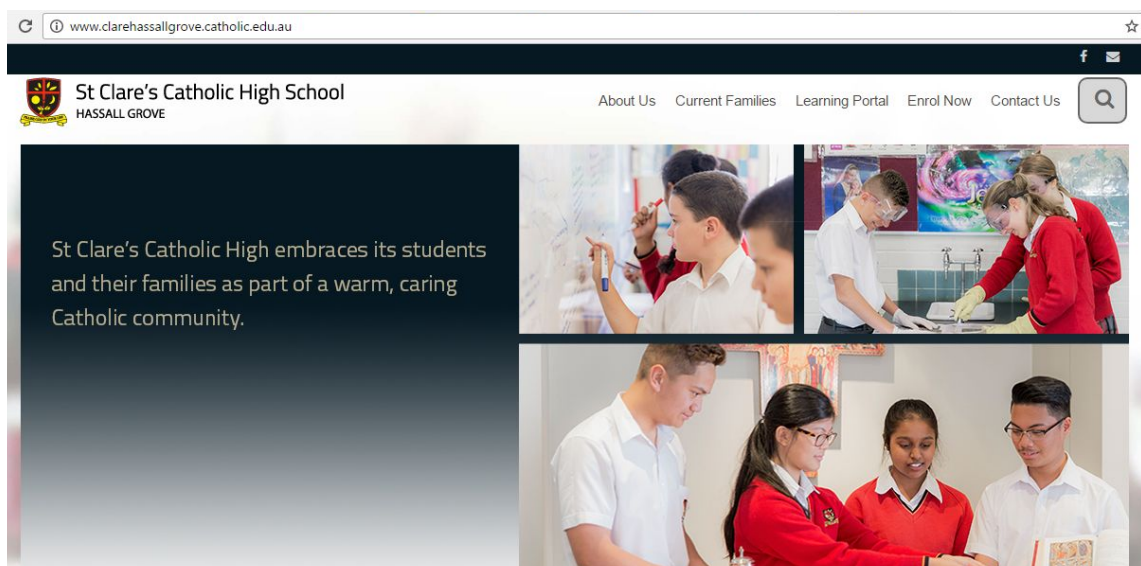 www.clarehassallgrove.catholic.edu.au
St Clare's Catholic High School
HASSALL GROVE
About Us Current Families Learning Portal Enrol Now Contact Us
St Clare's Catholic High embraces its students
and their families as part of a warm, caring
Catholic community.